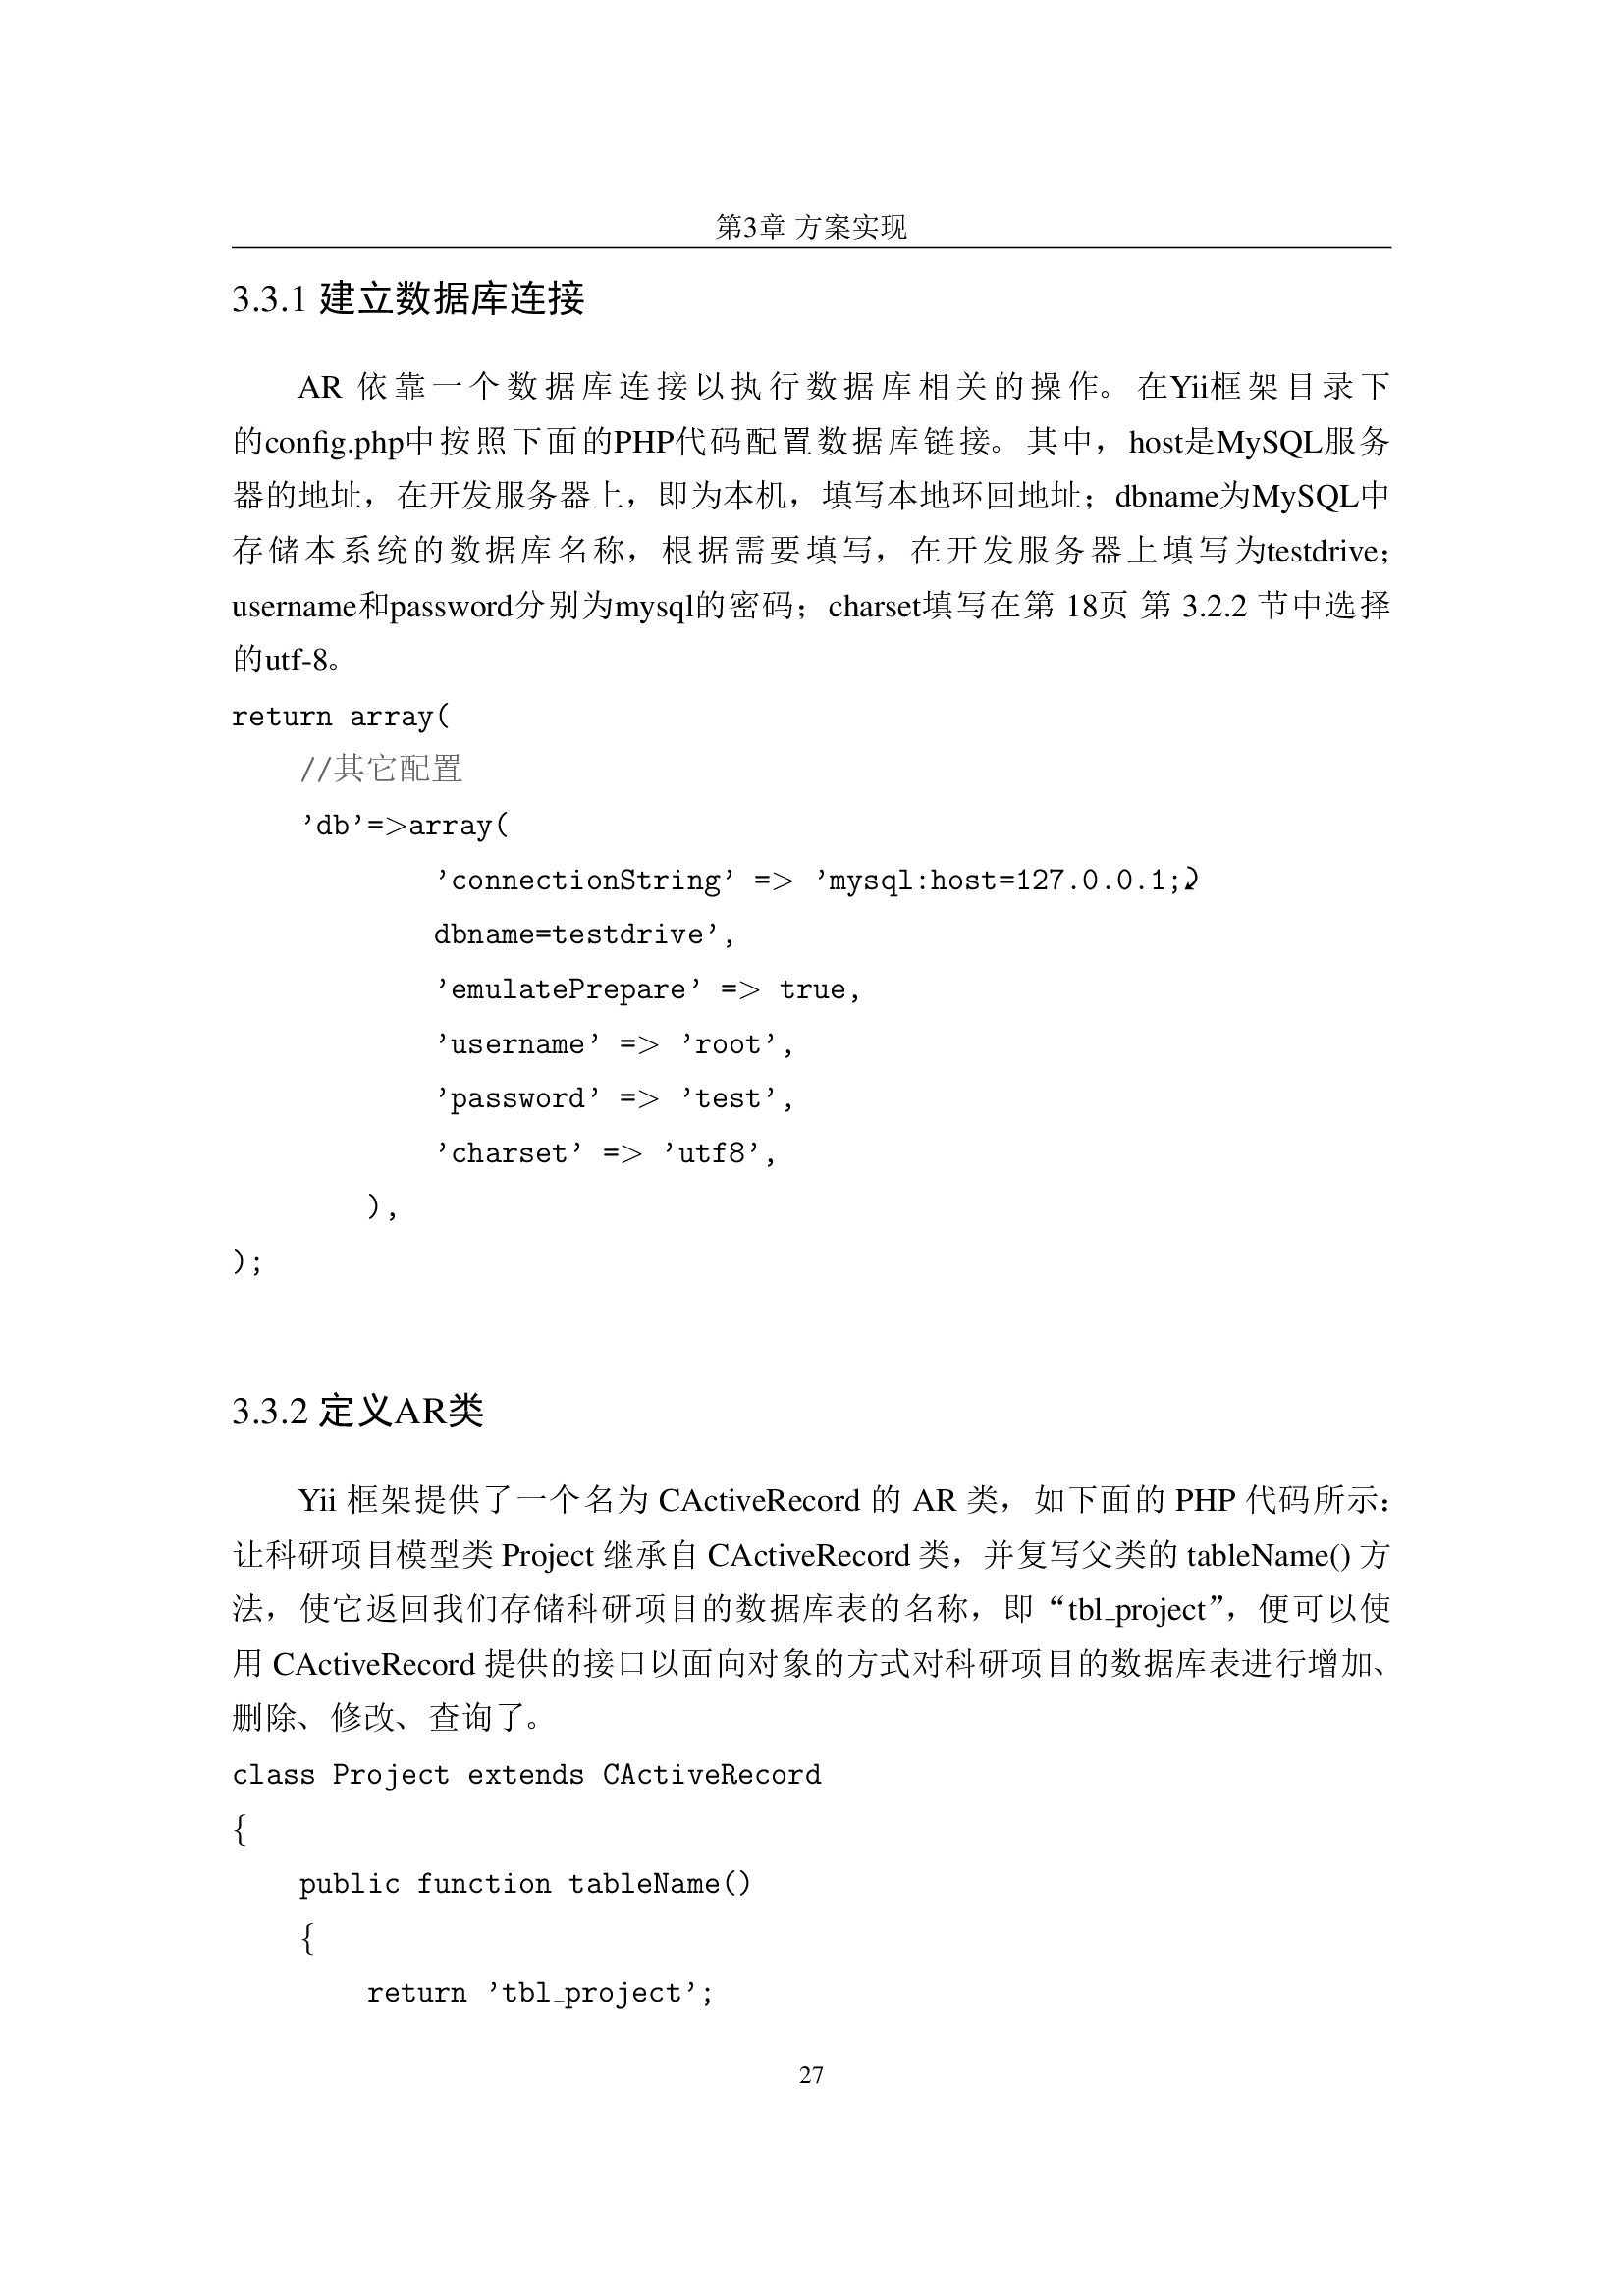 第3章 方案实现
3.3.1 建立数据库连接
AR 依靠一个数据库连接以执行数据库相关的操作。在Yii框架目录下
的config.php中按照下面的PHP代码配置数据库链接。其中，host是MySQL服务
器的地址，在开发服务器上，即为本机，填写本地环回地址；dbname为MySQL中
存储本系统的数据库名称，根据需要填写，在开发服务器上填写为testdrive；
username和password分别为mysql的密码；charset填写在第 18页 第 3.2.2 节中选择
的utf-8。
return array(
    //其它配置
    ’db’=>array(
            ’connectionString’ => ’mysql:host=127.0.0.1;⤸
            dbname=testdrive’,
            ’emulatePrepare’ => true,
            ’username’ => ’root’,
            ’password’ => ’test’,
            ’charset’ => ’utf8’,
        ),
);
3.3.2 定义AR类
Yii 框架提供了一个名为 CActiveRecord 的 AR 类，如下面的 PHP 代码所示：
让科研项目模型类 Project 继承自 CActiveRecord 类，并复写父类的 tableName() 方
法，使它返回我们存储科研项目的数据库表的名称，即“tbl_project”，便可以使
用 CActiveRecord 提供的接口以面向对象的方式对科研项目的数据库表进行增加、
删除、修改、查询了。
class Project extends CActiveRecord
{
    public function tableName()
    {
        return ’tbl_project’;
27